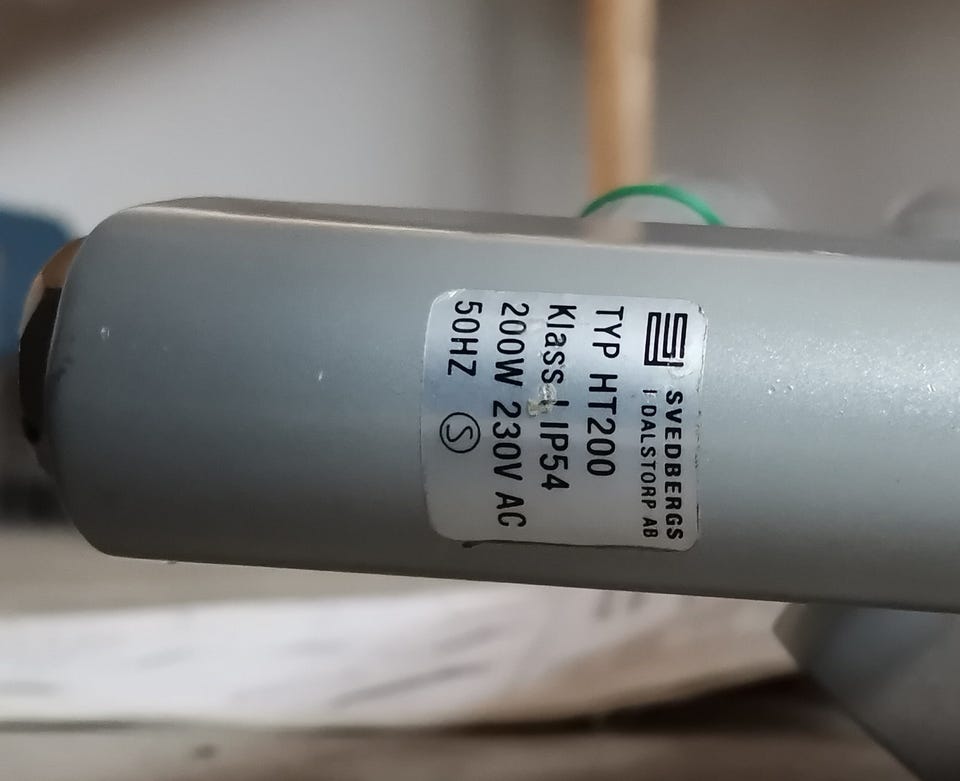 SVEDBERGS
I DALSTORP AB
TYP HT200
Klass I IP54
200W 230V AC
50HZ Ⓢ